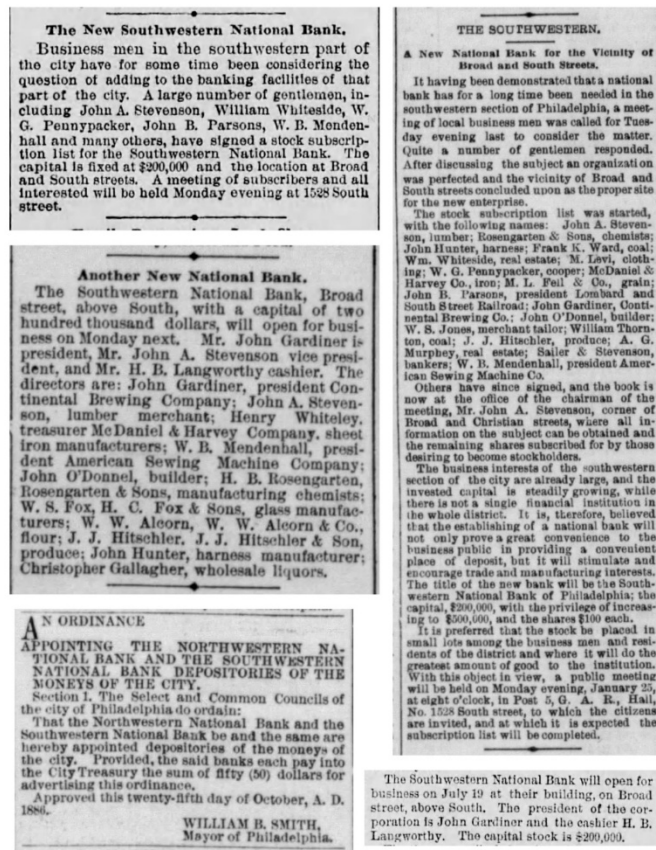 The New Southwestern National Bank.
Business men in the southwestern part of
the city have for some time been considering the
question of adding to the banking facilities of that
part of the city. A large number of gentlemen, in-
cluding John A. Stevenson, William Whiteside, W.
G. Pennypacker, John B. Parsons, W. B. Menden-
hall and many others, have signed a stock subscrip-
tion list for the Southwestern National Bank. The
capital is fixed at $200,000 and the location at Broad
and South streets. A meeting of subscribers and all
interested will be held Monday evening at 1528 South
street.
Another New National Bank.
The Southwestern National Bank, Broad
street, above South, with a capital of two
hundred thousand dollars, will open for busi-
ness on Monday next. Mr. John Gardiner is
president, Mr. John A. Stevenson vice presi-
dent, and Mr. H. B. Langworthy cashier. The
directors are: John Gardiner, president Con-
tinental Brewing Company; John A. Steven-
son, lumber merchant; Henry Whiteley,
treasurer McDaniel & Harvey Company, sheet
iron manufacturers; W. B. Mendenhall, presi-
dent American Sewing Machine Company;
John O'Donnel, builder; H. B. Rosengarten,
Rosengarten & Sons, manufacturing chemists;
W. S. Fox, H. C. Fox & Sons, glass manufac-
turers; W. W. Alcorn, W. W. Alcorn & Co.,
flour; J. J. Hitschler, J. J. Hitschler & Son,
produce; John Hunter, harness manufacturer;
Christopher Gallagher, wholesale liquors.
AN ORDINANCE
APPOINTING THE NORTHWESTERN NA-
TIONAL BANK AND THE SOUTHWESTERN
NATIONAL BANK DEPOSITORIES OF THE
MONEYS OF THE CITY.
Section 1. The Select and Common Councils of
the city of Philadelphia do ordain:
That the Northwestern National Bank and the
Southwestern National Bank be and the same are
hereby appointed depositories of the moneys of
the city. Provided, the said banks each pay into
the City Treasury the sum of fifty (50) dollars for
advertising this ordinance.
Approved this twenty-fifth day of October, A. D.
1886.
WILLIAM B. SMITH,
Mayor of Philadelphia.
THE SOUTHWESTERN.
A New National Bank for the Vicinity of
Broad and South Streets.
It having been demonstrated that a national
bank has for a long time been needed in the
southwestern section of Philadelphia, a meet-
ing of local business men was called for Tues-
day evening last to consider the matter.
Quite a number of gentlemen responded.
After discussing the subject an organization
was perfected and the vicinity of Broad and
South streets concluded upon as the proper site
for the new enterprise.
The stock subscription list was started,
with the following names: John A. Steven-
son, lumber; Rosengarten & Sons, chemists;
John Hunter, harness; Frank K. Ward, coal;
Wm. Whiteside, real estate; M. Levi, cloth-
ing; W. G. Pennypacker, cooper; McDaniel &
Harvey Co., iron; M. L. Feil & Co., grain;
John B. Parsons, president Lombard and
South Street Railroad; John Gardiner, Conti-
nental Brewing Co.; John O'Donnel, builder;
W. S. Jones, merchant tailor; William Thorn-
ton, coal; J. J. Hitschler, produce; A. G.
Murphey, real estate; Sailer & Stevenson,
bankers; W. B. Mendenhall, president Amer-
ican Sewing Machine Co.
Others have since signed, and the book is
now at the office of the chairman of the
meeting, Mr. John A. Stevenson, corner of
Broad and Christian streets, where all in-
formation on the subject can be obtained and
the remaining shares subscribed for by those
desiring to become stockholders.
The business interests of the southwestern
section of the city are already large, and the
invested capital is steadily growing, while
there is not a single financial institution in
the whole district. It is, therefore, believed
that the establishing of a national bank will
not only prove a great convenience to the
business public in providing a convenient
place of deposit, but it will stimulate and
encourage trade and manufacturing interests.
The title of the new bank will be the South-
western National Bank of Philadelphia; the
capital, $200,000, with the privilege of increas-
ing to $500,000, and the shares $100 each.
It is preferred that the stock be placed in
small lots among the business men and resi-
dents of the district and where it will do the
greatest amount of good to the institution.
With this object in view, a public meeting
will be held on Monday evening, January 25,
at eight o'clock, in Post 5, G. A. R., Hall,
No. 1528 South street, to which the citizens
are invited, and at which it is expected the
subscription list will be completed.
The Southwestern National Bank will open for
business on July 19 at their building, on Broad
street, above South. The president of the cor-
poration is John Gardiner and the cashier H. B.
Langworthy. The capital stock is $200,000.